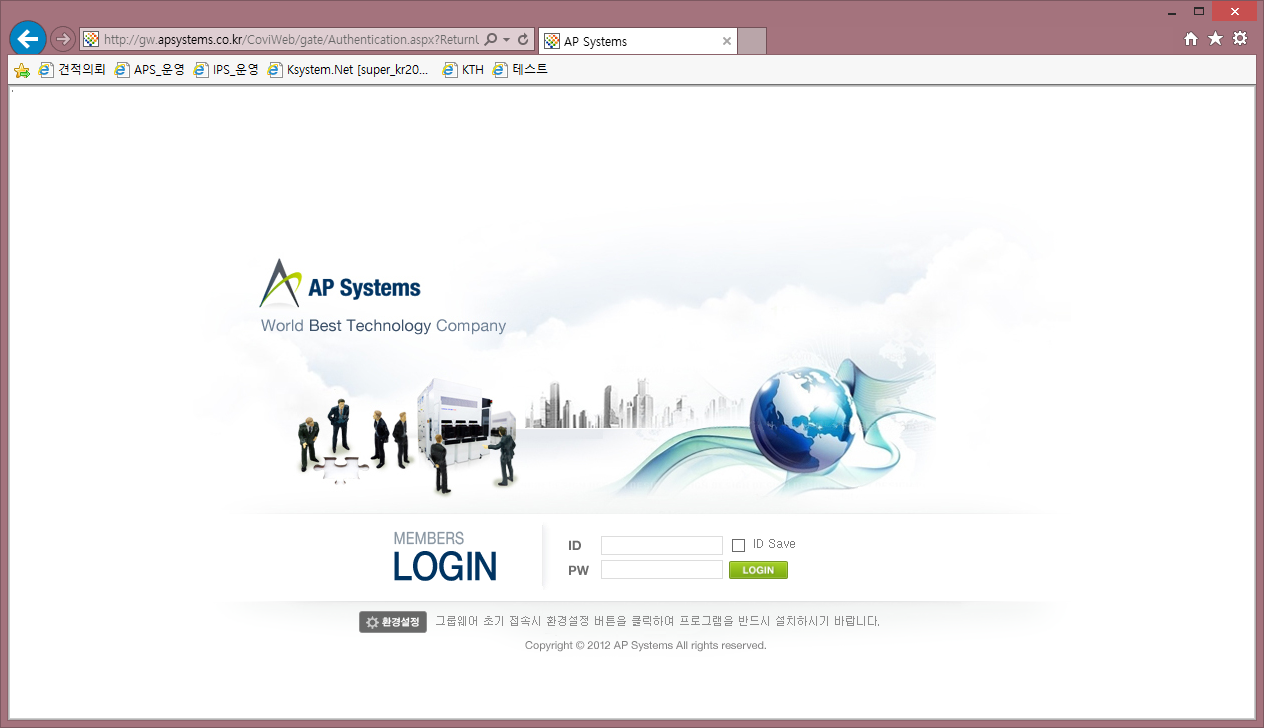 http://gw.apsystems.co.kr/CoviWeb/gate/Authentication.aspx?Returnl
AP Systems
견적의뢰 APS_운영 IPS_운영 Ksystem.Net [super_kr20... KTH 테스트
AP Systems
World Best Technology Company
MEMBERS
LOGIN
ID
ID Save
PW
LOGIN
환경설정 그룹웨어 초기 접속시 환경설정 버튼을 클릭하여 프로그램을 반드시 설치하시기 바랍니다.
Copyright © 2012 AP Systems All rights reserved.